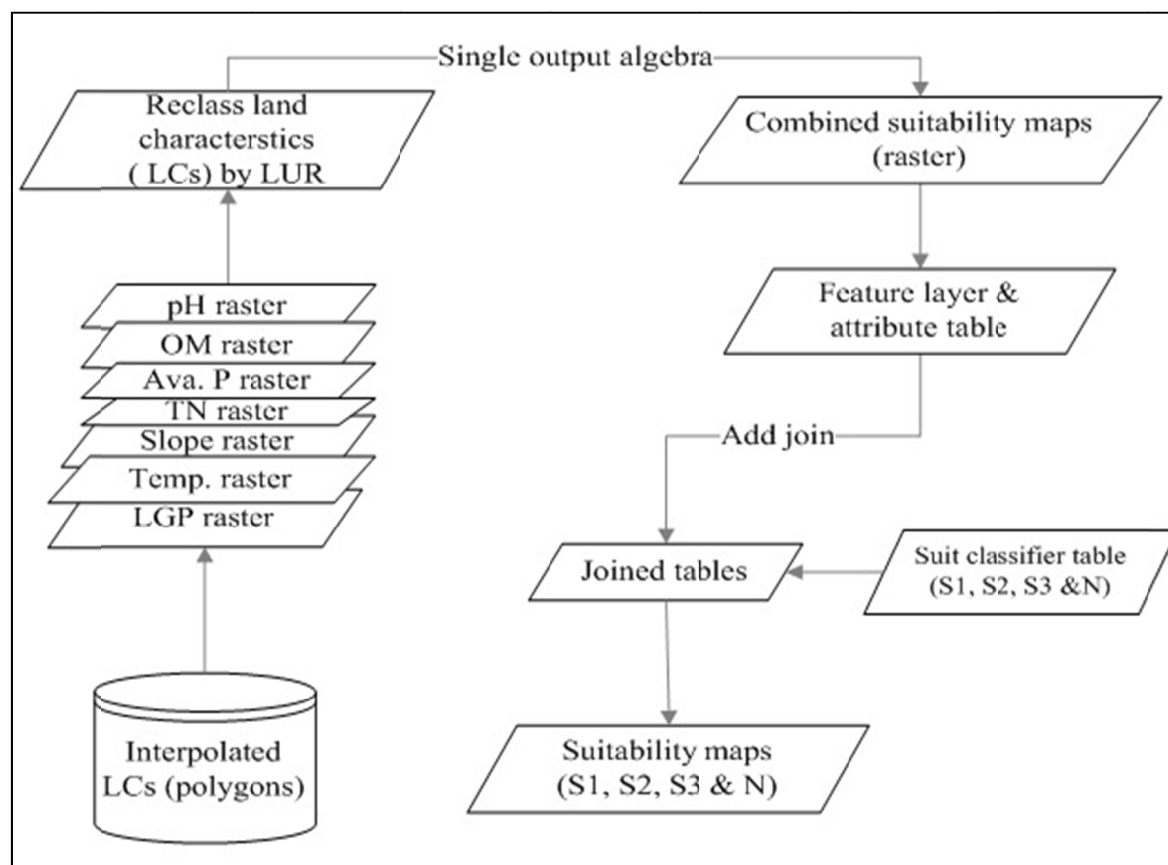 Single output algebra
Reclass land
characterstics
( LCs) by LUR
Combined suitability maps
(raster)
pH raster
OM raster
Ava. P raster
TN raster
Slope raster
Temp. raster
LGP raster
Feature layer &
attribute table
Add join
Joined tables
Suit classifier table
(S1, S2, S3 &N)
Interpolated
LCs (polygons)
Suitability maps
(S1, S2, S3 & N)